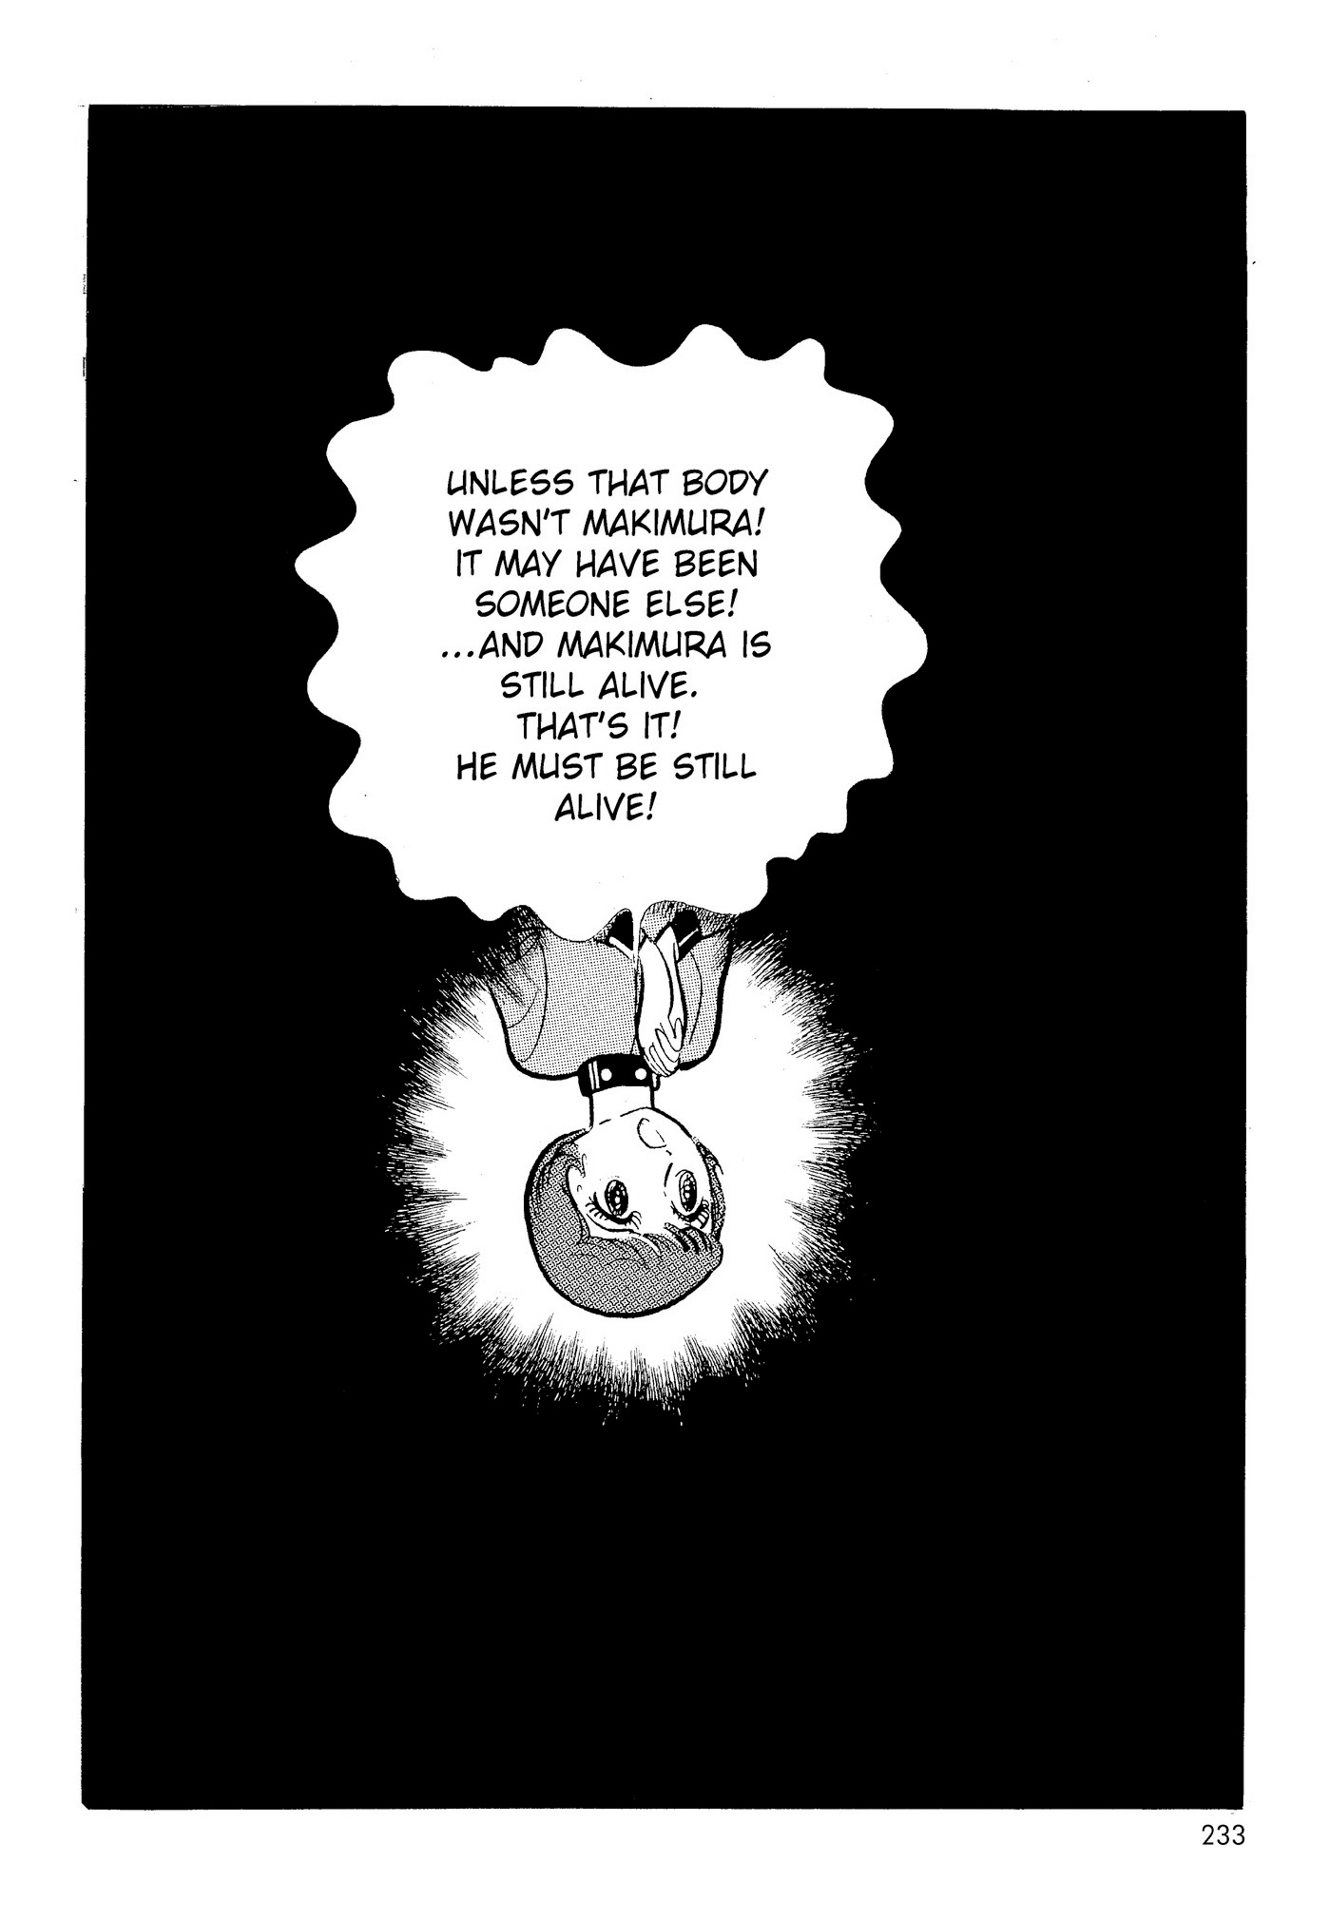 UNLESS THAT BODY
WASN'T MAKIMURA!
IT MAY HAVE BEEN
SOMEONE ELSE!
...AND MAKIMURA IS
STILL ALIVE.
THAT'S IT!
HE MUST BE STILL
ALIVE!
233